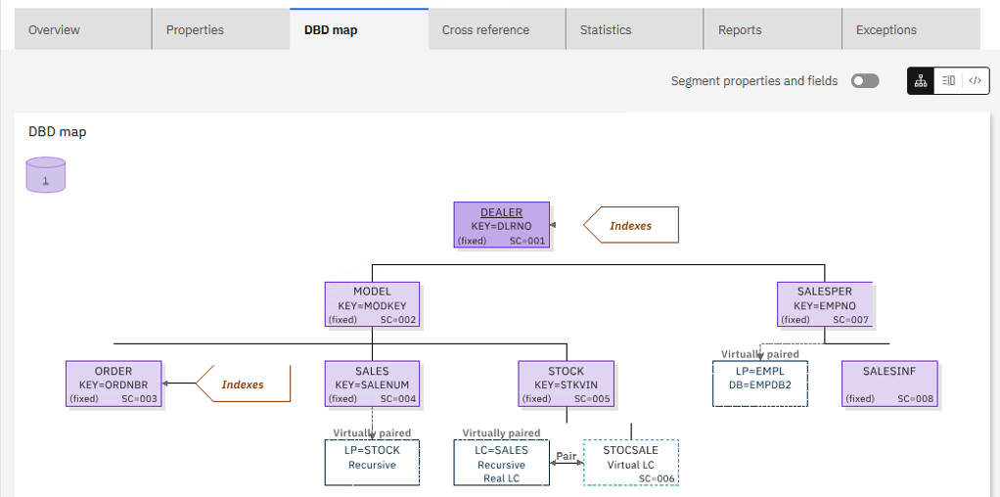 Overview Properties DBD map Cross reference Statistics Reports Exceptions
Segment properties and fields
</>
DBD map
1
DEALER
KEY=DLRNO
(fixed) SC=001
Indexes
MODEL
KEY=MODKEY
(fixed) SC=002
SALESPER
KEY=EMPNO
(fixed) SC=007
ORDER
KEY=ORDNBR
(fixed) SC=003
Indexes
SALES
KEY=SALENUM
(fixed) SC=004
STOCK
KEY=STKVIN
(fixed) SC=005
Virtually paired
LP=EMPL
DB=EMPDB2
SALESINF
(fixed) SC=008
Virtually paired
LP=STOCK
Recursive
Virtually paired
LC=SALES
Recursive
Real LC
Pair
STOCSALE
Virtual LC
SC=006